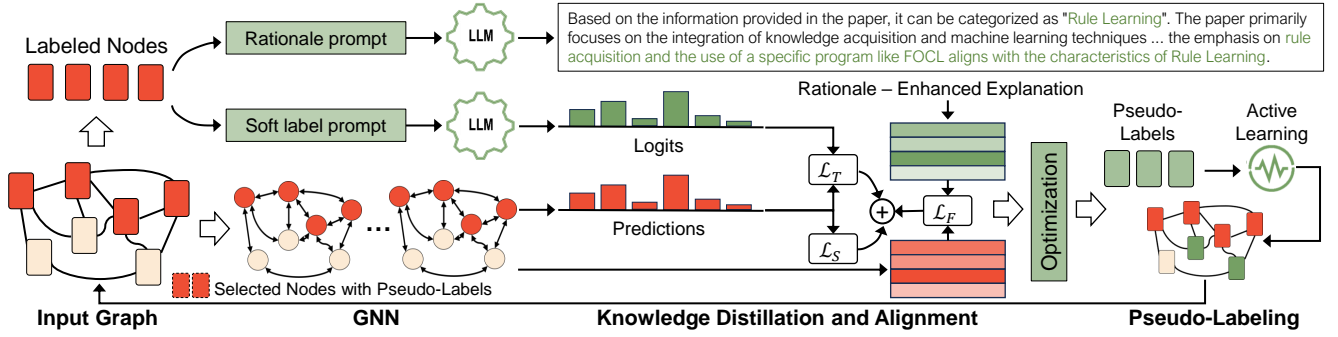 Labeled Nodes
Rationale prompt
LLM
Based on the information provided in the paper, it can be categorized as "Rule Learning". The paper primarily
focuses on the integration of knowledge acquisition and machine learning techniques ... the emphasis on rule
acquisition and the use of a specific program like FOCL aligns with the characteristics of Rule Learning.
Rationale – Enhanced Explanation
Soft label prompt
LLM
Logits
Pseudo-
Labels
Active
Learning
ℒ_T
ℒ_F
ℒ_S
+
Optimization
...
Predictions
Selected Nodes with Pseudo-Labels
Input Graph
GNN
Knowledge Distillation and Alignment
Pseudo-Labeling